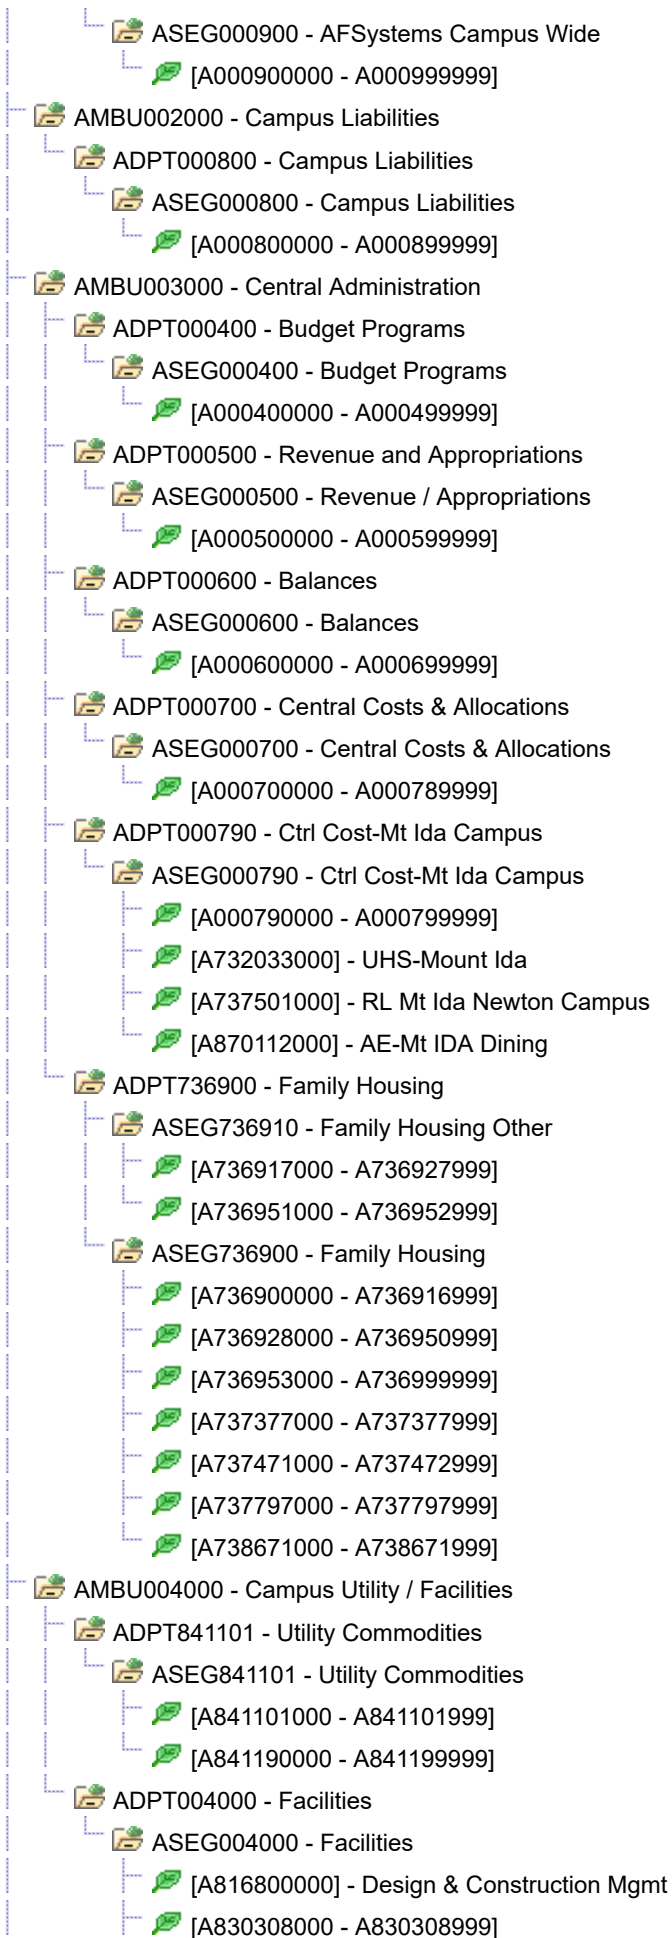 ASEG000900 - AFSystems Campus Wide
[A000900000 - A000999999]
AMBU002000 - Campus Liabilities
ADPT000800 - Campus Liabilities
ASEG000800 - Campus Liabilities
[A000800000 - A000899999]
AMBU003000 - Central Administration
ADPT000400 - Budget Programs
ASEG000400 - Budget Programs
[A000400000 - A000499999]
ADPT000500 - Revenue and Appropriations
ASEG000500 - Revenue / Appropriations
[A000500000 - A000599999]
ADPT000600 - Balances
ASEG000600 - Balances
[A000600000 - A000699999]
ADPT000700 - Central Costs & Allocations
ASEG000700 - Central Costs & Allocations
[A000700000 - A000789999]
ADPT000790 - Ctrl Cost-Mt Ida Campus
ASEG000790 - Ctrl Cost-Mt Ida Campus
[A000790000 - A000799999]
[A732033000] - UHS-Mount Ida
[A737501000] - RL Mt Ida Newton Campus
[A870112000] - AE-Mt IDA Dining
ADPT736900 - Family Housing
ASEG736910 - Family Housing Other
[A736917000 - A736927999]
[A736951000 - A736952999]
ASEG736900 - Family Housing
[A736900000 - A736916999]
[A736928000 - A736950999]
[A736953000 - A736999999]
[A737377000 - A737377999]
[A737471000 - A737472999]
[A737797000 - A737797999]
[A738671000 - A738671999]
AMBU004000 - Campus Utility / Facilities
ADPT841101 - Utility Commodities
ASEG841101 - Utility Commodities
[A841101000 - A841101999]
[A841190000 - A841199999]
ADPT004000 - Facilities
ASEG004000 - Facilities
[A816800000] - Design & Construction Mgmt
[A830308000 - A830308999]